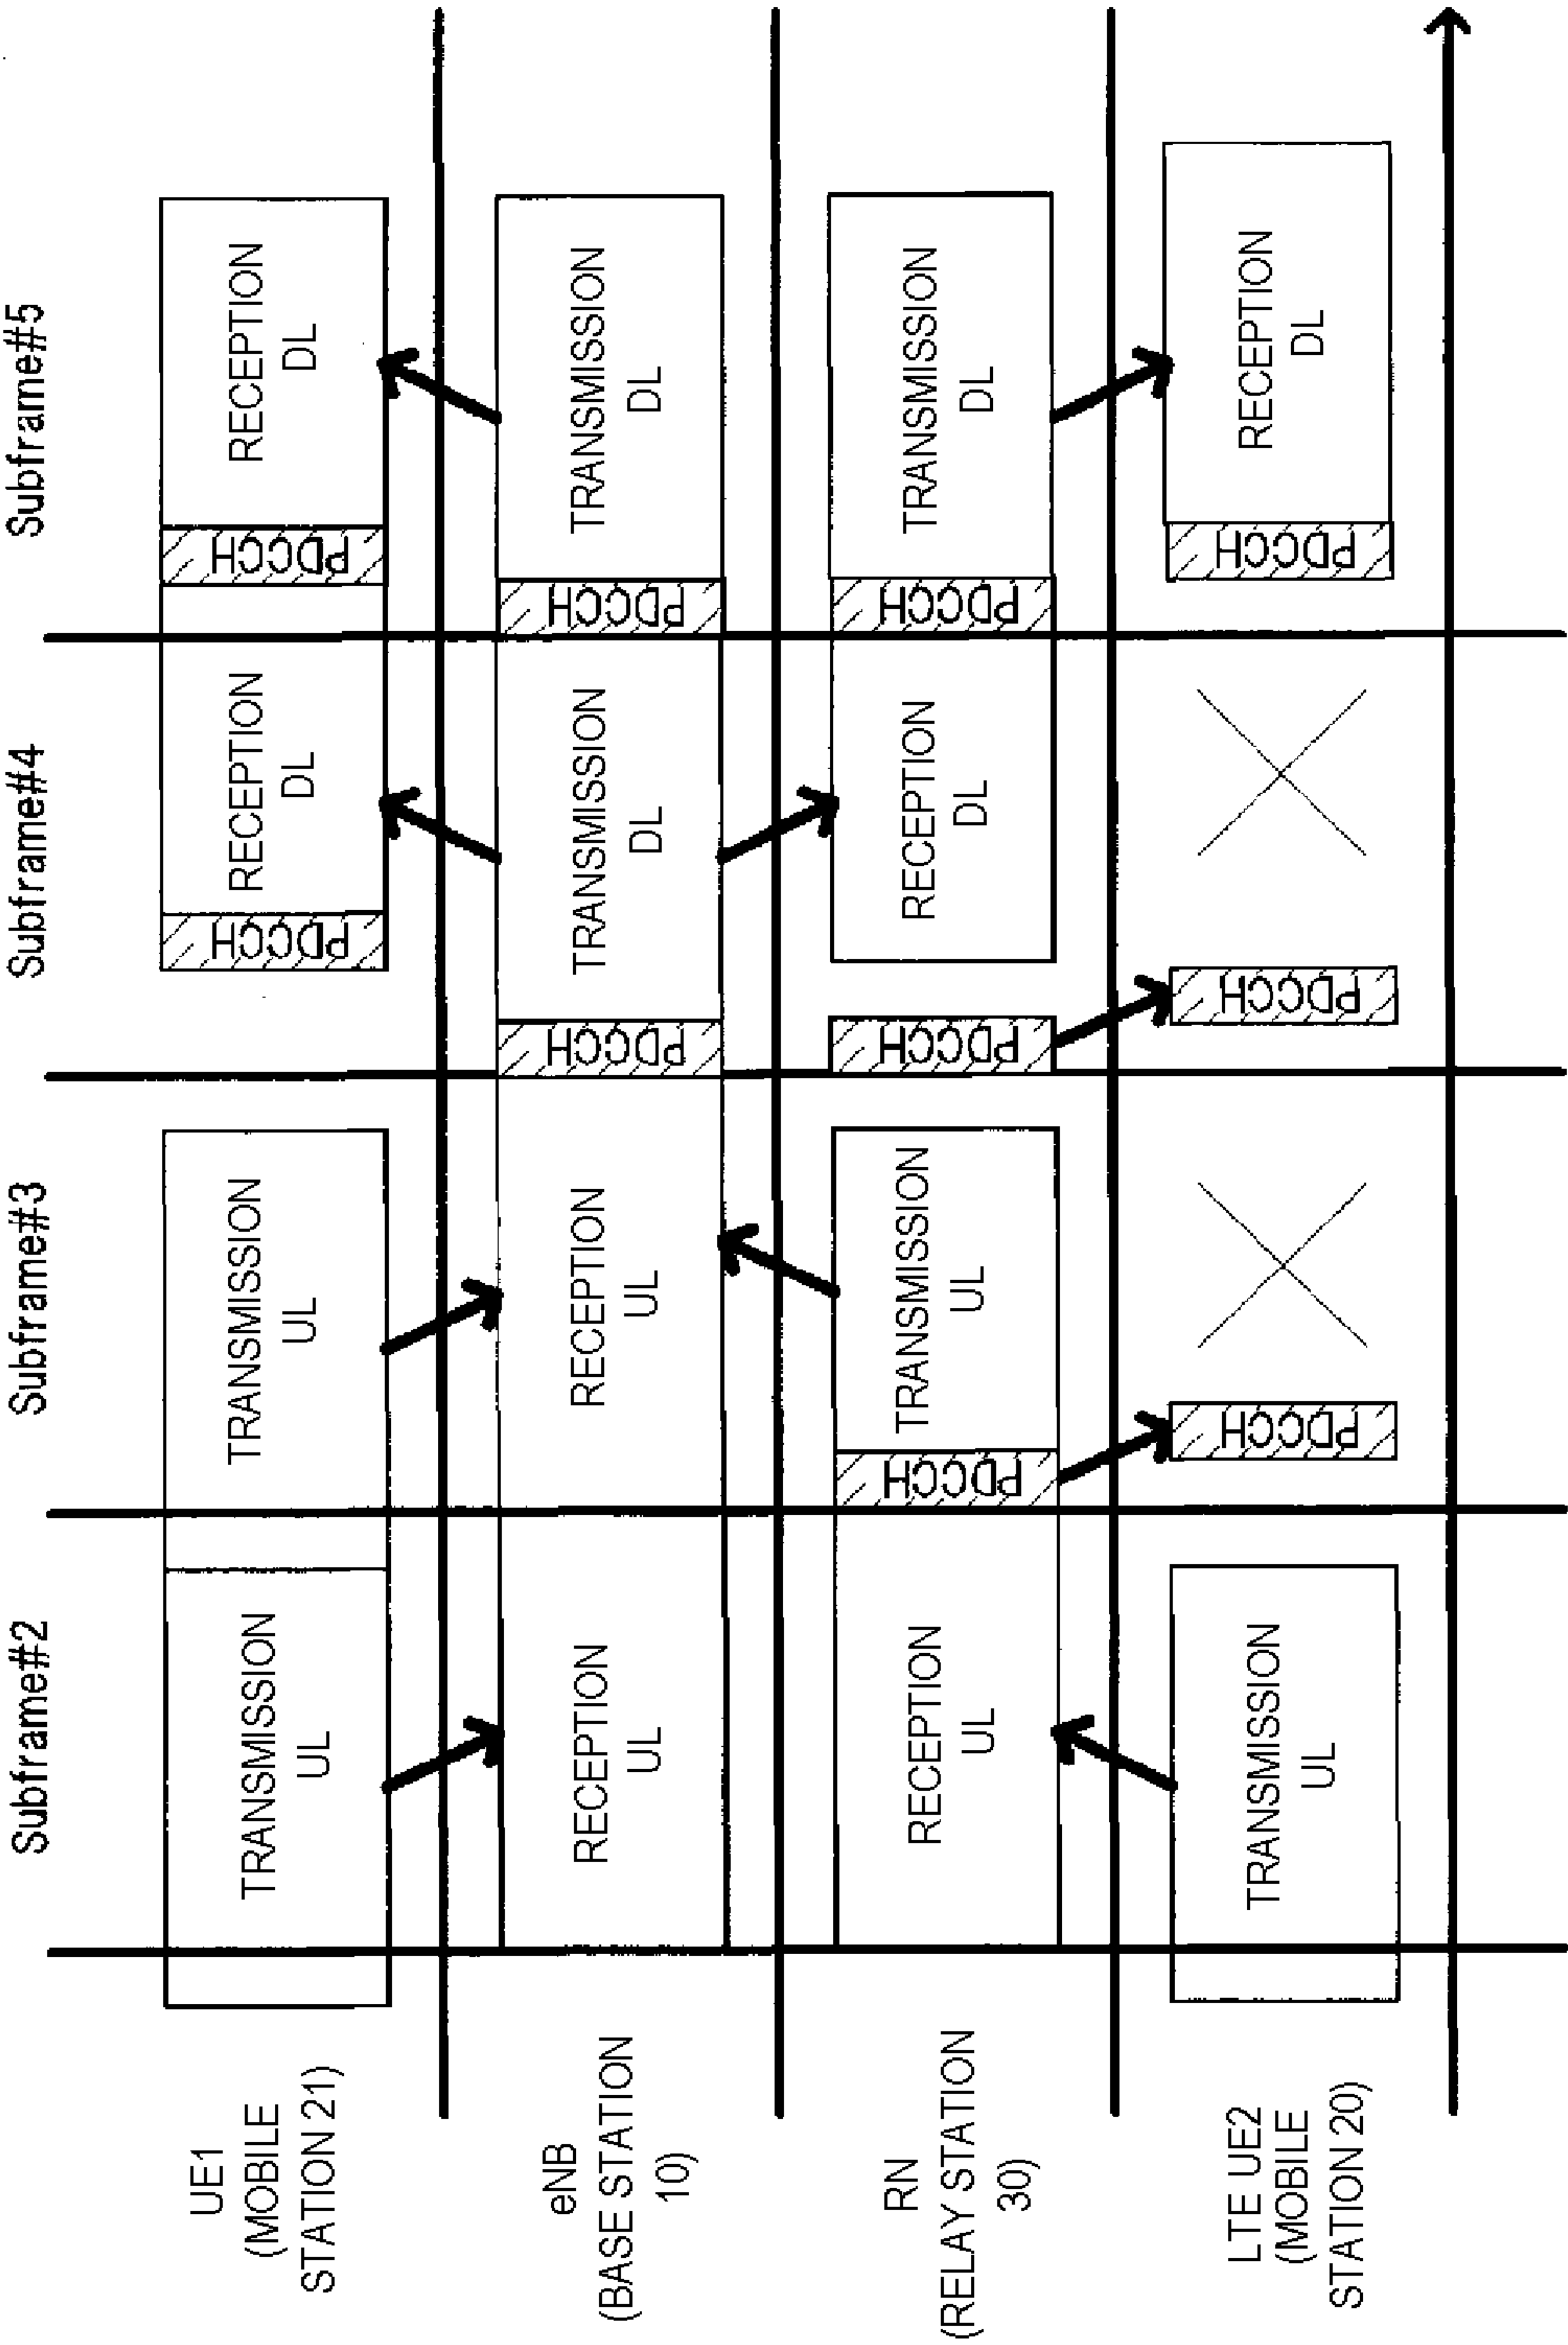 Subframe#2
Subframe#3
Subframe#4
Subframe#5
UE1
(MOBILE
STATION 21)
TRANSMISSION
UL
TRANSMISSION
UL
PDCCH
RECEPTION
DL
PDCCH
RECEPTION
DL
eNB
(BASE STATION
10)
RECEPTION
UL
RECEPTION
UL
PDCCH
TRANSMISSION
DL
PDCCH
TRANSMISSION
DL
RN
(RELAY STATION
30)
RECEPTION
UL
PDCCH
TRANSMISSION
UL
PDCCH
RECEPTION
DL
PDCCH
TRANSMISSION
DL
LTE UE2
(MOBILE
STATION 20)
TRANSMISSION
UL
PDCCH
PDCCH
PDCCH
RECEPTION
DL